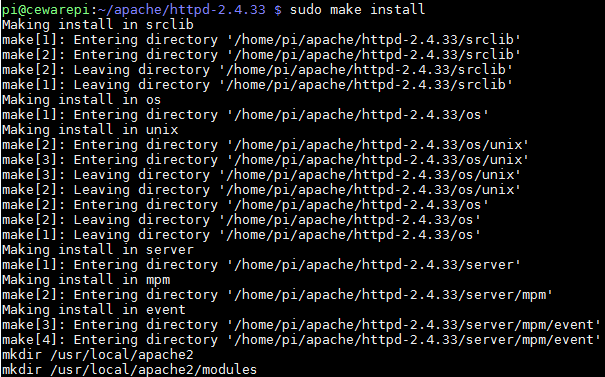 pi@cewarepi:~/apache/httpd-2.4.33 $ sudo make install
Making install in srclib
make[1]: Entering directory '/home/pi/apache/httpd-2.4.33/srclib'
make[2]: Entering directory '/home/pi/apache/httpd-2.4.33/srclib'
make[2]: Leaving directory '/home/pi/apache/httpd-2.4.33/srclib'
make[1]: Leaving directory '/home/pi/apache/httpd-2.4.33/srclib'
Making install in os
make[1]: Entering directory '/home/pi/apache/httpd-2.4.33/os'
Making install in unix
make[2]: Entering directory '/home/pi/apache/httpd-2.4.33/os/unix'
make[3]: Entering directory '/home/pi/apache/httpd-2.4.33/os/unix'
make[3]: Leaving directory '/home/pi/apache/httpd-2.4.33/os/unix'
make[2]: Leaving directory '/home/pi/apache/httpd-2.4.33/os/unix'
make[2]: Entering directory '/home/pi/apache/httpd-2.4.33/os'
make[2]: Leaving directory '/home/pi/apache/httpd-2.4.33/os'
make[1]: Leaving directory '/home/pi/apache/httpd-2.4.33/os'
Making install in server
make[1]: Entering directory '/home/pi/apache/httpd-2.4.33/server'
Making install in mpm
make[2]: Entering directory '/home/pi/apache/httpd-2.4.33/server/mpm'
Making install in event
make[3]: Entering directory '/home/pi/apache/httpd-2.4.33/server/mpm/event'
make[4]: Entering directory '/home/pi/apache/httpd-2.4.33/server/mpm/event'
mkdir /usr/local/apache2
mkdir /usr/local/apache2/modules